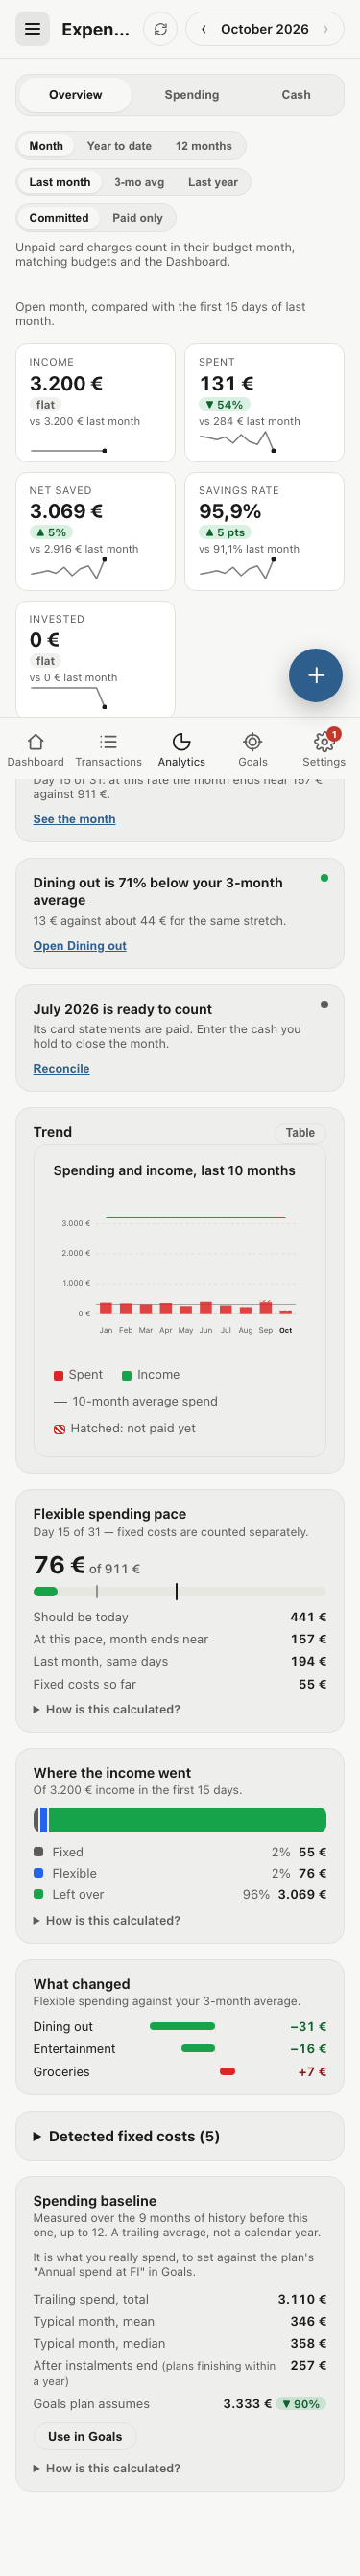 Expen...
‹ October 2026 ›
Overview Spending Cash
Month Year to date 12 months
Last month 3-mo avg Last year
Committed Paid only
Unpaid card charges count in their budget month,
matching budgets and the Dashboard.
Open month, compared with the first 15 days of last
month.
INCOME
3.200 €
flat
vs 3.200 € last month
SPENT
131 €
▼ 54%
vs 284 € last month
NET SAVED
3.069 €
▲ 5%
vs 2.916 € last month
SAVINGS RATE
95,9%
▲ 5 pts
vs 91,1% last month
INVESTED
0 €
flat
vs 0 € last month
1
Dashboard Transactions Analytics Goals Settings
Day 15 of 31: at this rate the month ends near 157 €
against 911 €.
See the month
Dining out is 71% below your 3-month
average
13 € against about 44 € for the same stretch.
Open Dining out
July 2026 is ready to count
Its card statements are paid. Enter the cash you
hold to close the month.
Reconcile
Trend
Table
Spending and income, last 10 months
3.000 €
2.000 €
1.000 €
0 €
Jan Feb Mar Apr May Jun Jul Aug Sep Oct
Spent Income
10-month average spend
Hatched: not paid yet
Flexible spending pace
Day 15 of 31 — fixed costs are counted separately.
76 € of 911 €
Should be today 441 €
At this pace, month ends near 157 €
Last month, same days 194 €
Fixed costs so far 55 €
▶ How is this calculated?
Where the income went
Of 3.200 € income in the first 15 days.
Fixed 2% 55 €
Flexible 2% 76 €
Left over 96% 3.069 €
▶ How is this calculated?
What changed
Flexible spending against your 3-month average.
Dining out −31 €
Entertainment −16 €
Groceries +7 €
▶ Detected fixed costs (5)
Spending baseline
Measured over the 9 months of history before this
one, up to 12. A trailing average, not a calendar year.
It is what you really spend, to set against the plan's
"Annual spend at FI" in Goals.
Trailing spend, total 3.110 €
Typical month, mean 346 €
Typical month, median 358 €
After instalments end (plans finishing within 257 €
a year)
Goals plan assumes 3.333 € ▼ 90%
Use in Goals
▶ How is this calculated?